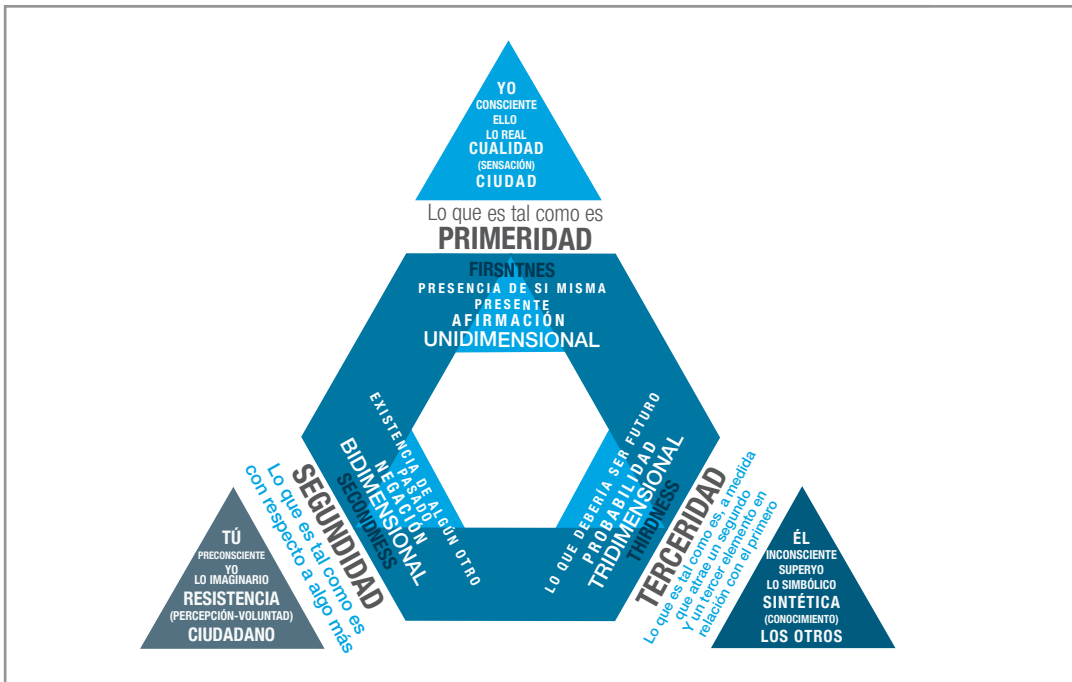 YO
CONSCIENTE
ELLO
LO REAL
CUALIDAD
(SENSACIÓN)
CIUDAD
Lo que es tal como es
PRIMERIDAD
FIRSNTNES
PRESENCIA DE SI MISMA
PRESENTE
AFIRMACIÓN
UNIDIMENSIONAL
EXISTENCIA DE ALGÚN OTRO
PASADO
NEGACIÓN
BIDIMENSIONAL
SECONDNESS
SEGUNDIDAD
Lo que es tal como es
con respecto a algo más
TÚ
PRECONSCIENTE
YO
LO IMAGINARIO
RESISTENCIA
(PERCEPCIÓN-VOLUNTAD)
CIUDADANO
LO QUE DEBERIA SER FUTURO
PROBABILIDAD
TRIDIMENSIONAL
THIRDNESS
TERCERIDAD
Lo que es tal como es, a medida
que atrae un segundo
Y un tercer elemento en
relación con el primero
ÉL
INCONSCIENTE
SUPERYO
LO SIMBÓLICO
SINTÉTICA
(CONOCIMIENTO)
LOS OTROS